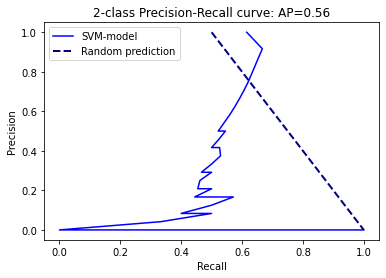 2-class Precision-Recall curve: AP=0.56
SVM-model
Random prediction
1.0
0.8
0.6
0.4
0.2
0.0
Precision
0.0 0.2 0.4 0.6 0.8 1.0
Recall